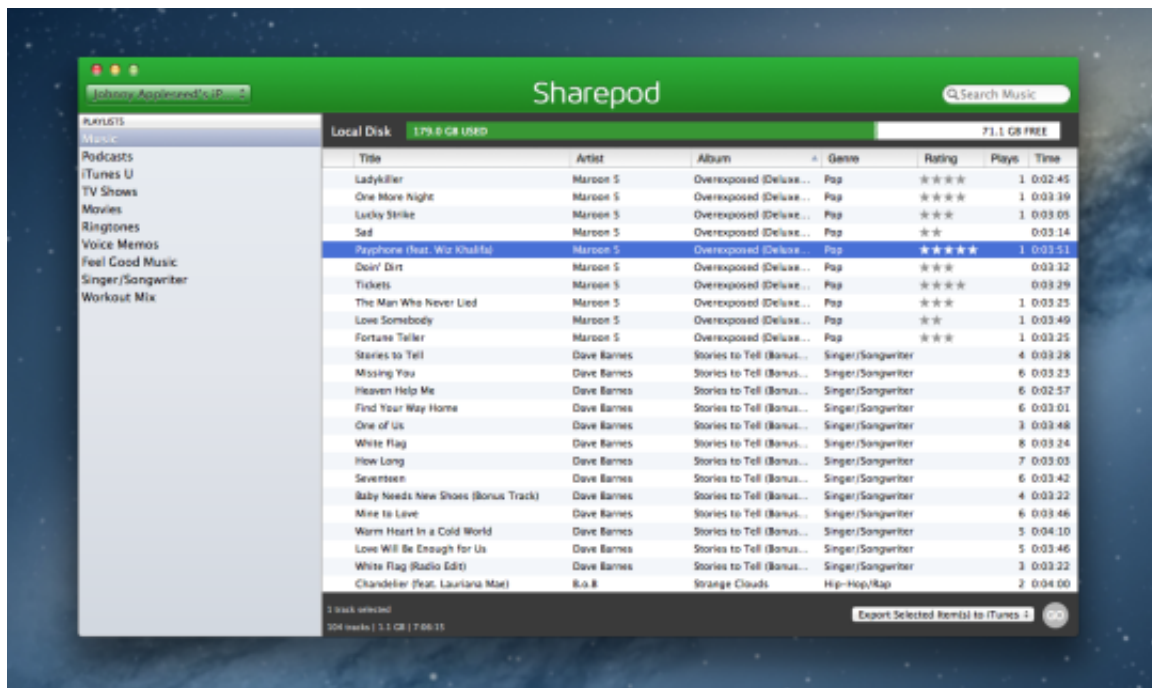 Sharepod
Johnny Appleseed's iP
Search Music
PLAYLISTS
Music
Podcasts
iTunes U
TV Shows
Movies
Ringtones
Voice Memos
Feel Good Music
Singer/Songwriter
Workout Mix
Local Disk 179.0 GB USED 71.1 GB FREE
Title Artist Album Genre Rating Plays Time
Ladykiller Maroon 5 Overexposed (Deluxe... Pop ★★★★ 1 0:02:45
One More Night Maroon 5 Overexposed (Deluxe... Pop ★★★★ 1 0:03:39
Lucky Strike Maroon 5 Overexposed (Deluxe... Pop ★★★ 1 0:03:05
Sad Maroon 5 Overexposed (Deluxe... Pop ★★ 0:03:14
Payphone (feat. Wiz Khalifa) Maroon 5 Overexposed (Deluxe... Pop ★★★★★ 1 0:03:51
Doin' Dirt Maroon 5 Overexposed (Deluxe... Pop ★★★ 0:03:32
Tickets Maroon 5 Overexposed (Deluxe... Pop ★★★★ 0:03:29
The Man Who Never Lied Maroon 5 Overexposed (Deluxe... Pop ★★★ 1 0:03:25
Love Somebody Maroon 5 Overexposed (Deluxe... Pop ★★ 1 0:03:49
Fortune Teller Maroon 5 Overexposed (Deluxe... Pop ★★★ 1 0:03:25
Stories to Tell Dave Barnes Stories to Tell (Bonus... Singer/Songwriter 4 0:03:28
Missing You Dave Barnes Stories to Tell (Bonus... Singer/Songwriter 6 0:03:23
Heaven Help Me Dave Barnes Stories to Tell (Bonus... Singer/Songwriter 6 0:02:57
Find Your Way Home Dave Barnes Stories to Tell (Bonus... Singer/Songwriter 6 0:03:01
One of Us Dave Barnes Stories to Tell (Bonus... Singer/Songwriter 3 0:03:48
White Flag Dave Barnes Stories to Tell (Bonus... Singer/Songwriter 8 0:03:24
How Long Dave Barnes Stories to Tell (Bonus... Singer/Songwriter 7 0:03:03
Seventeen Dave Barnes Stories to Tell (Bonus... Singer/Songwriter 6 0:03:42
Baby Needs New Shoes (Bonus Track) Dave Barnes Stories to Tell (Bonus... Singer/Songwriter 4 0:03:22
Mine to Love Dave Barnes Stories to Tell (Bonus... Singer/Songwriter 6 0:03:46
Warm Heart In a Cold World Dave Barnes Stories to Tell (Bonus... Singer/Songwriter 5 0:04:10
Love Will Be Enough for Us Dave Barnes Stories to Tell (Bonus... Singer/Songwriter 5 0:03:46
White Flag (Radio Edit) Dave Barnes Stories to Tell (Bonus... Singer/Songwriter 3 0:03:22
Chandelier (feat. Lauriana Mae) B.o.B Strange Clouds Hip-Hop/Rap 2 0:04:00
1 track selected
104 tracks | 1.1 GB | 7:06:15
Export Selected Item(s) to iTunes GO